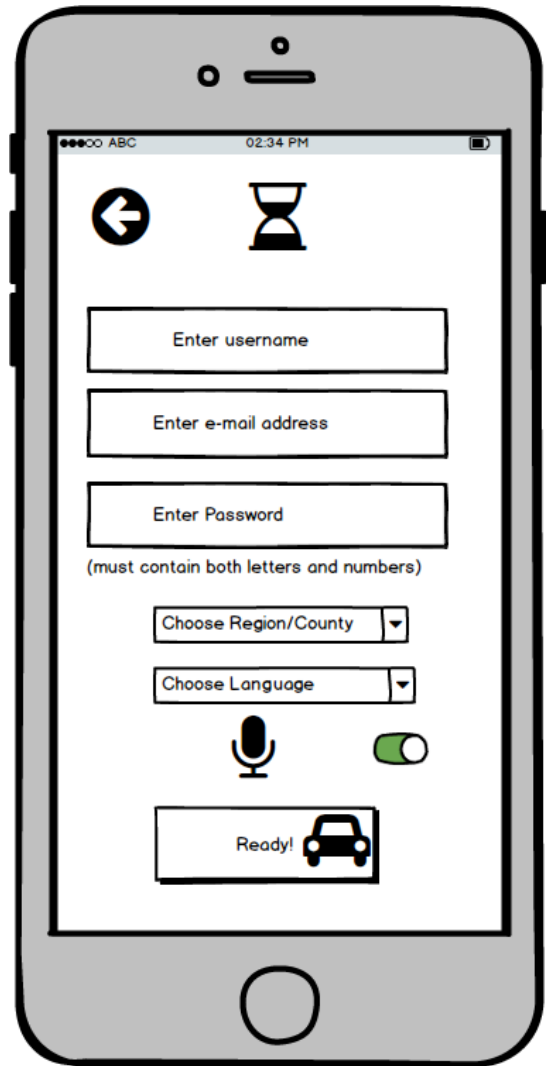 ABC 02:34 PM
Enter username
Enter e-mail address
Enter Password
(must contain both letters and numbers)
Choose Region/County
Choose Language
Ready!